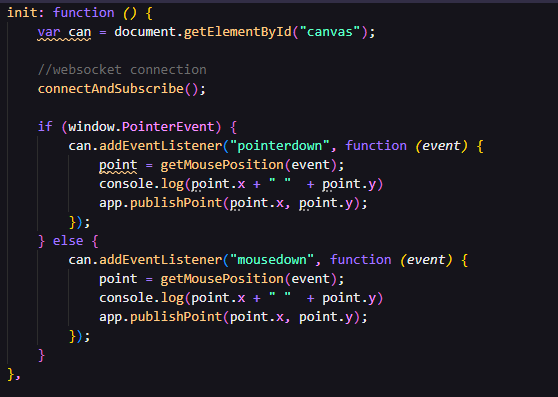 init: function () {
    var can = document.getElementById("canvas");

    //websocket connection
    connectAndSubscribe();

    if (window.PointerEvent) {
        can.addEventListener("pointerdown", function (event) {
            point = getMousePosition(event);
            console.log(point.x + " "  + point.y)
            app.publishPoint(point.x, point.y);
        });
    } else {
        can.addEventListener("mousedown", function (event) {
            point = getMousePosition(event);
            console.log(point.x + " "  + point.y)
            app.publishPoint(point.x, point.y);
        });
    }
},